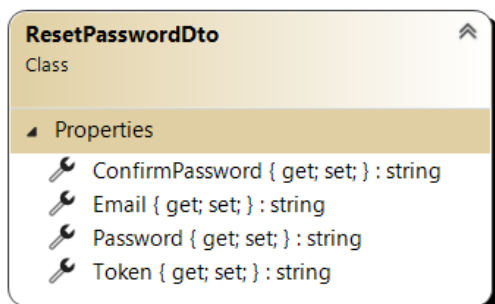 ResetPasswordDto
Class
Properties
ConfirmPassword { get; set; } : string
Email { get; set; } : string
Password { get; set; } : string
Token { get; set; } : string